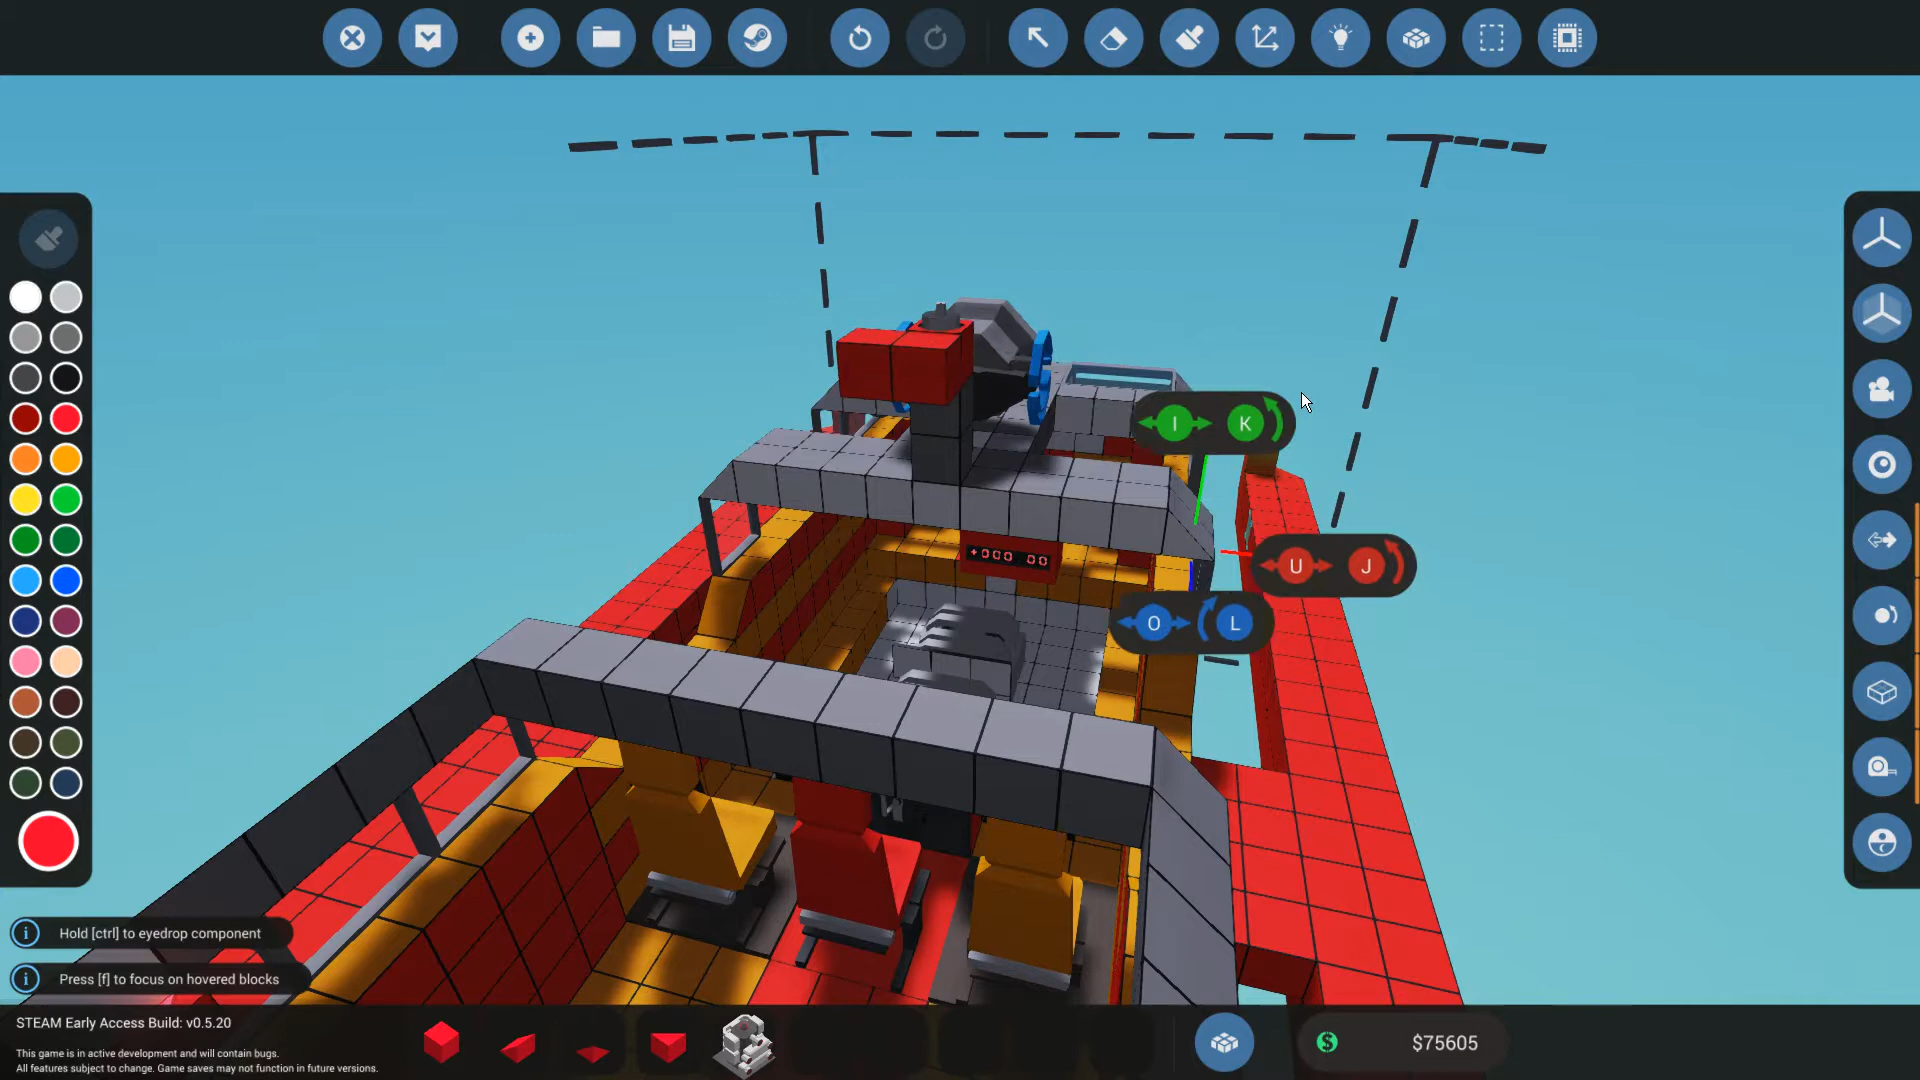 I K
+000 00
U J
O L
Hold [ctrl] to eyedrop component
Press [f] to focus on hovered blocks
STEAM Early Access Build: v0.5.20
This game is in active development and will contain bugs.
All features subject to change. Game saves may not function in future versions.
$ $75605